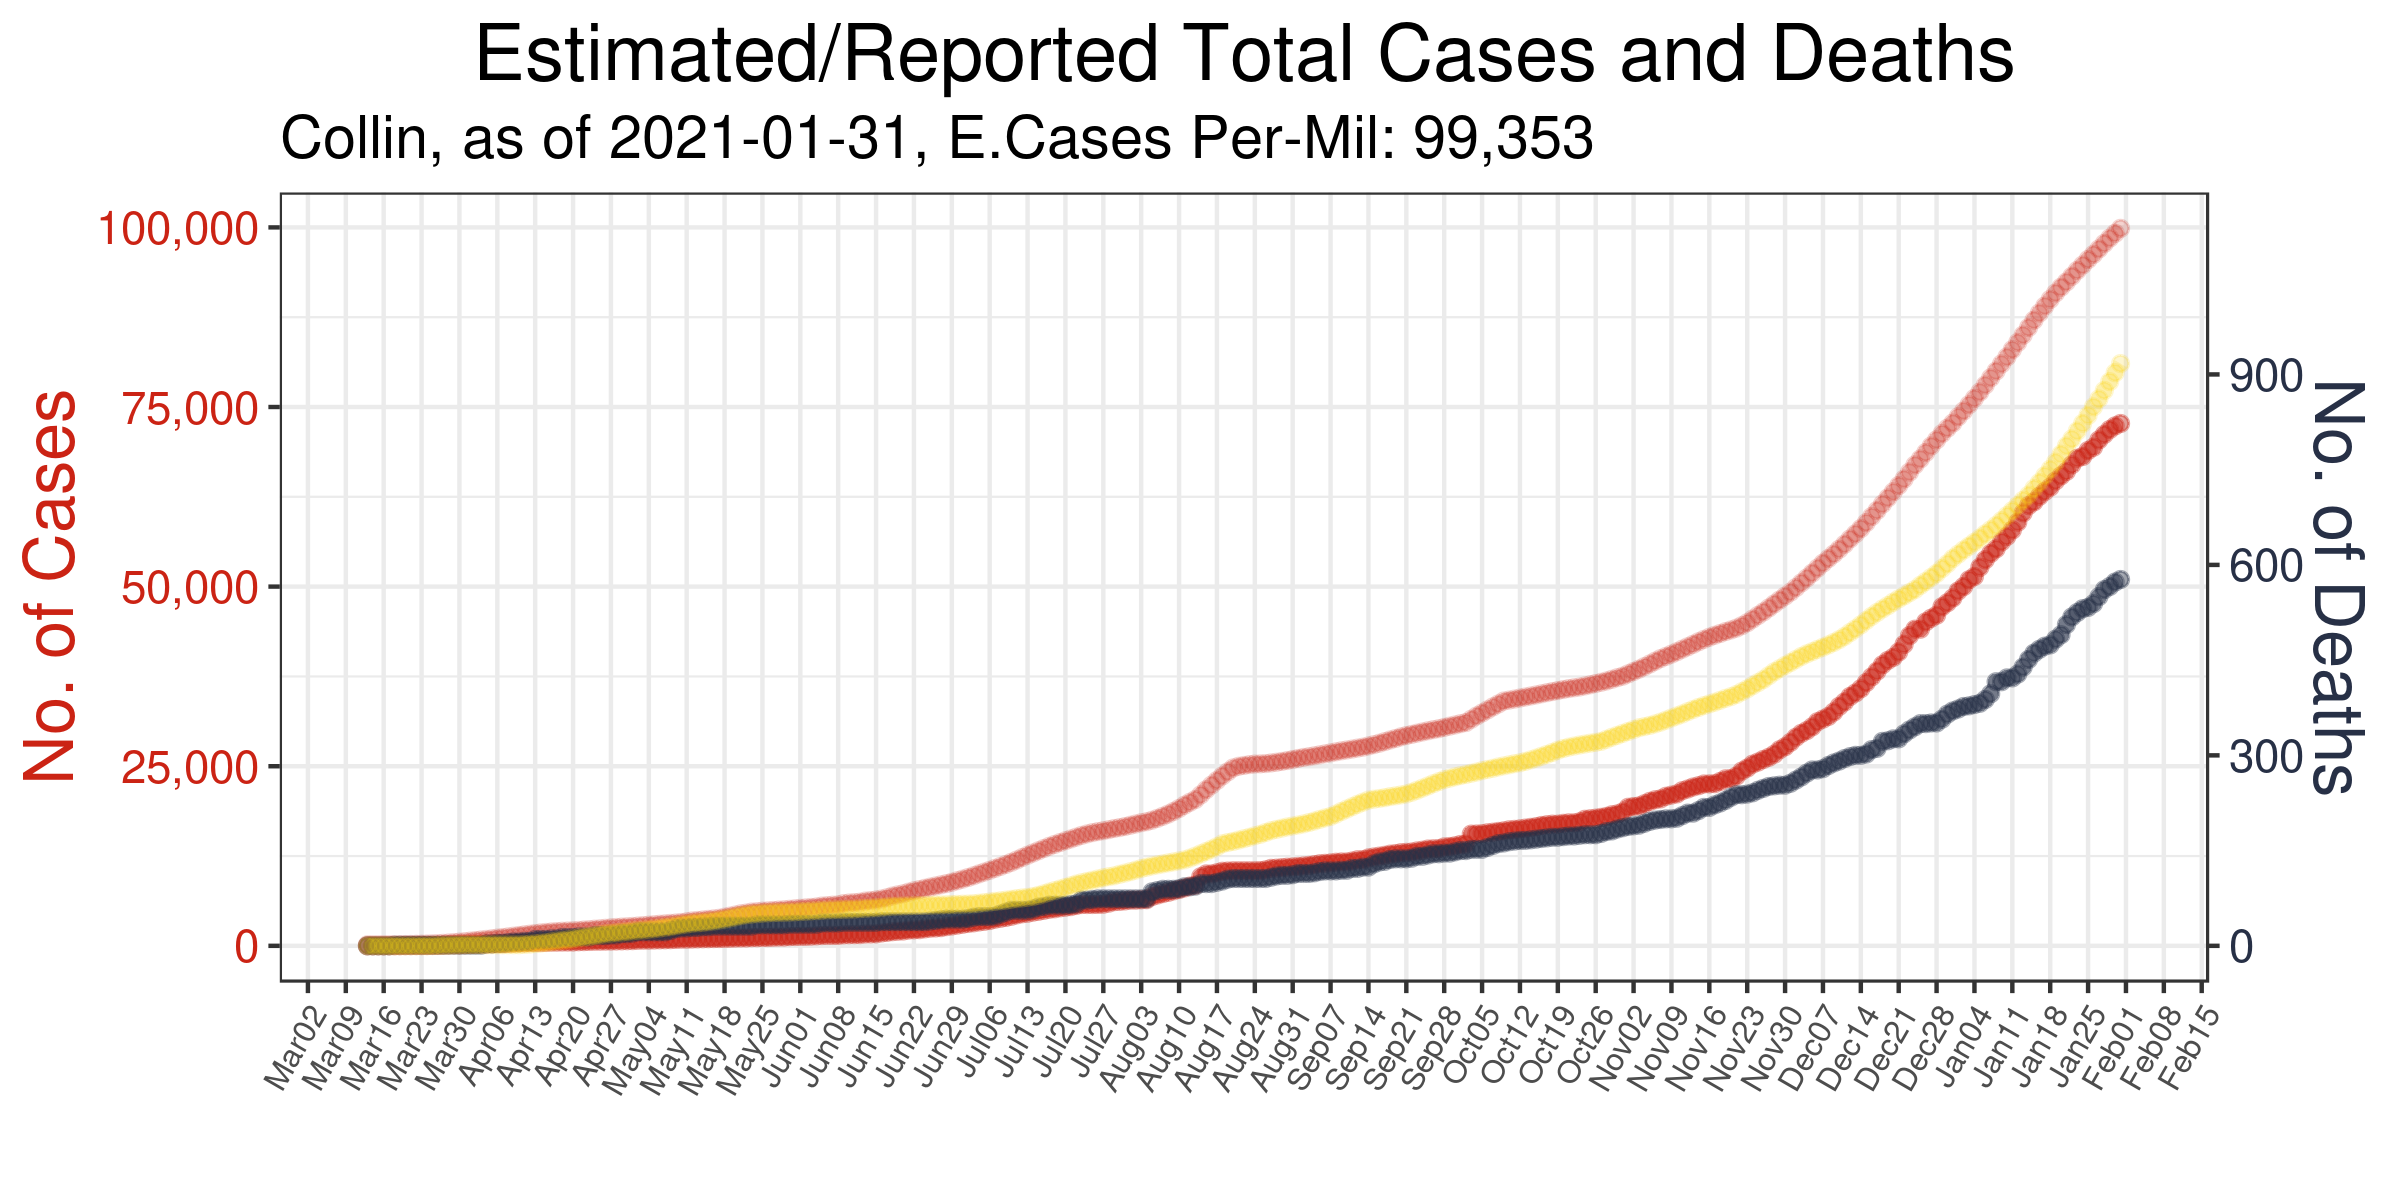 Estimated/Reported Total Cases and Deaths
Collin, as of 2021-01-31, E.Cases Per-Mil: 99,353
No. of Cases
100,000
75,000
50,000
25,000
0
No. of Deaths
900
600
300
0
Mar02
Mar09
Mar16
Mar23
Mar30
Apr06
Apr13
Apr20
Apr27
May04
May11
May18
May25
Jun01
Jun08
Jun15
Jun22
Jun29
Jul06
Jul13
Jul20
Jul27
Aug03
Aug10
Aug17
Aug24
Aug31
Sep07
Sep14
Sep21
Sep28
Oct05
Oct12
Oct19
Oct26
Nov02
Nov09
Nov16
Nov23
Nov30
Dec07
Dec14
Dec21
Dec28
Jan04
Jan11
Jan18
Jan25
Feb01
Feb08
Feb15